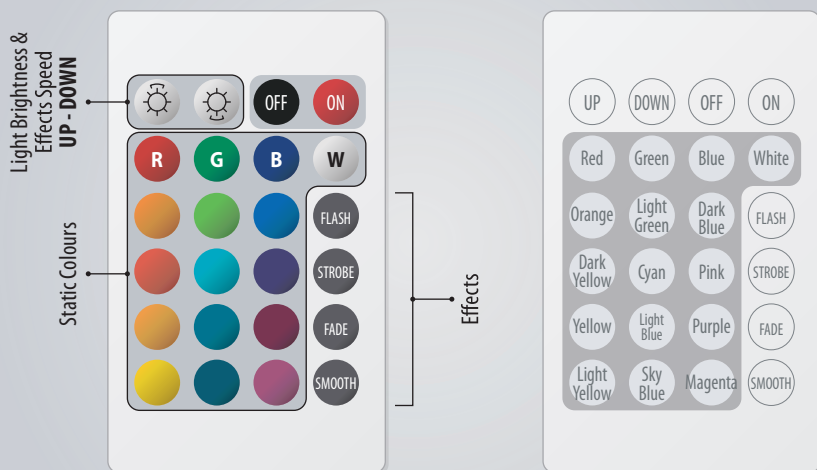 Light Brightness &
Effects Speed
UP - DOWN
OFF
ON
R
G
B
W
FLASH
STROBE
FADE
SMOOTH
Static Colours
Effects
UP
DOWN
OFF
ON
Red
Green
Blue
White
Orange
Light
Green
Dark
Blue
FLASH
Dark
Yellow
Cyan
Pink
STROBE
Yellow
Light
Blue
Purple
FADE
Light
Yellow
Sky
Blue
Magenta
SMOOTH